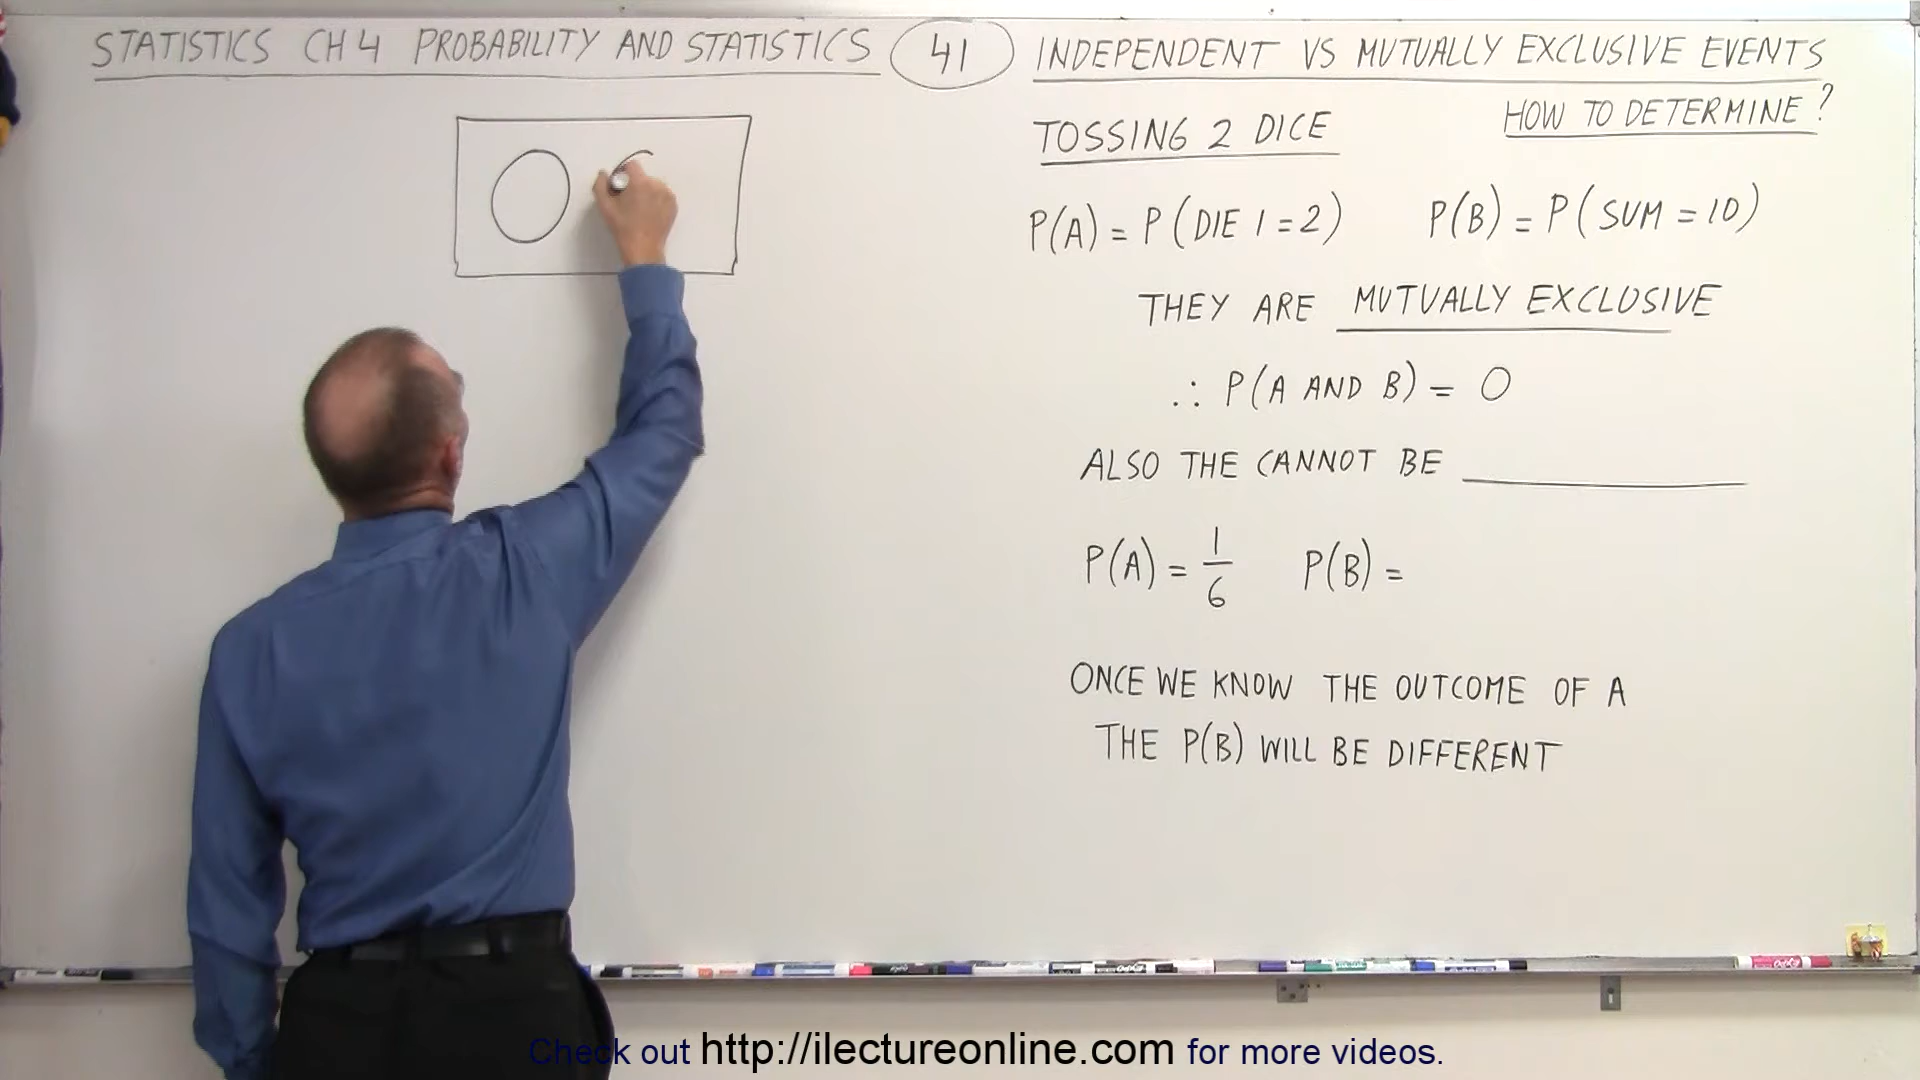 STATISTICS CH 4 PROBABILITY AND STATISTICS 41 INDEPENDENT VS MUTUALLY EXCLUSIVE EVENTS
TOSSING 2 DICE
HOW TO DETERMINE?
P(A) = P(DIE 1 = 2) P(B) = P(SUM = 10)
THEY ARE MUTUALLY EXCLUSIVE
∴ P(A AND B) = 0
ALSO THE CANNOT BE
P(A) = 1/6 P(B) =
ONCE WE KNOW THE OUTCOME OF A
THE P(B) WILL BE DIFFERENT
Check out http://ilectureonline.com for more videos.